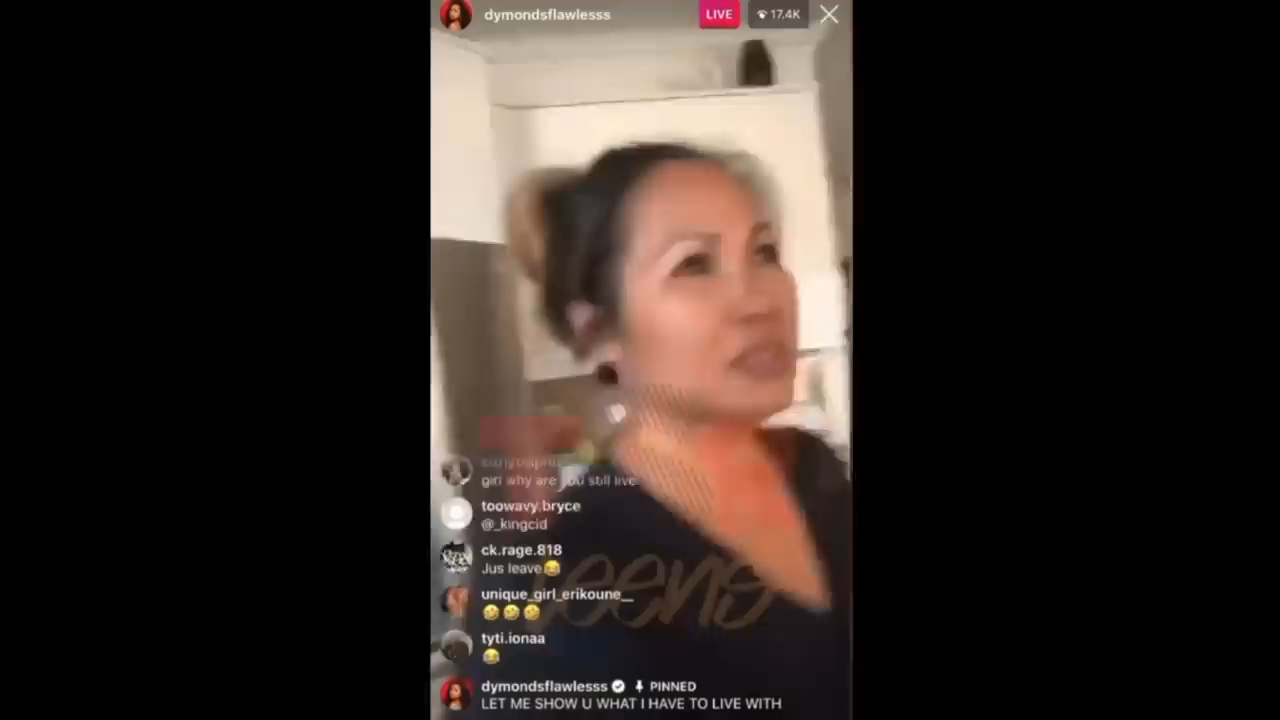 dymondsflawlesss
LIVE
17.4K
girl why are you still live
toowavy.bryce
@_kingcid
ck.rage.818
Jus leave😂
unique_girl_erikoune__
🤣🤣🤣
tyti.ionaa
😂
dymondsflawlesss PINNED
LET ME SHOW U WHAT I HAVE TO LIVE WITH